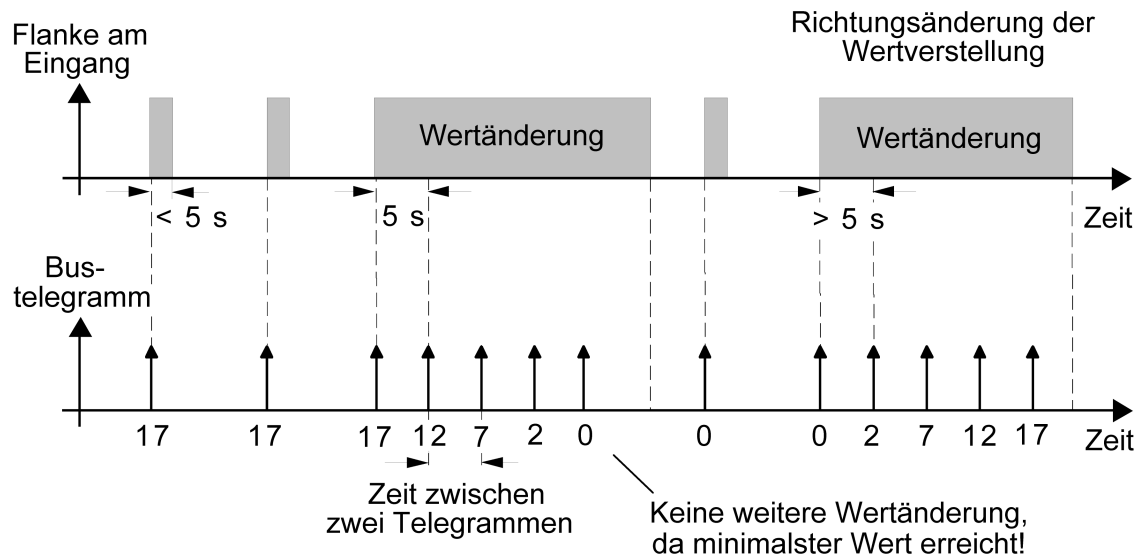 Richtungsänderung der
Wertverstellung
Flanke am
Eingang
Wertänderung
Wertänderung
< 5 s
5 s
> 5 s
Zeit
Bus-
telegramm
17 17 17 12 7 2 0 0 0 2 7 12 17
Zeit
Zeit zwischen
zwei Telegrammen
Keine weitere Wertänderung,
da minimalster Wert erreicht!